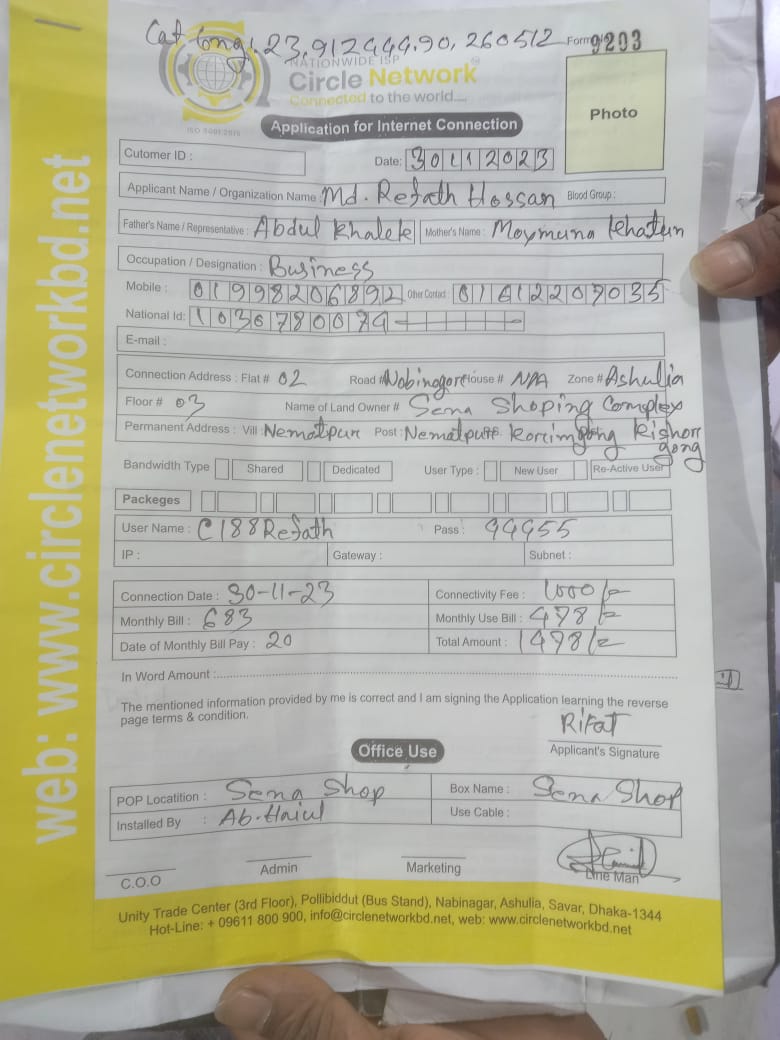 Cat long: 23,912444.90,260512 Form 9203
NATIONWIDE ISP
Circle Network
Connected to the world....
ISO 9001:2015
Photo
Application for Internet Connection
Cutomer ID :
Date: 30112023
Applicant Name / Organization Name : Md. Refath Hossan Blood Group :
Father's Name / Representative : Abdul Khalek Mother's Name : Moymuna Khatun
Occupation / Designation : Business
Mobile : 01998206892 Other Contact : 01612207035
National Id: 1036780074
E-mail :
Connection Address : Flat # 02 Road # Nobinogore House # N/A Zone # Ashulia
Floor # 03 Name of Land Owner # Sena Shoping Complex
Permanent Address : Vill Nematpur Post : Nematpur Korcimgong Kishorr
gong
Bandwidth Type Shared Dedicated User Type : New User Re-Active User
Packeges
User Name : C188Refath Pass : 44455
IP : Gateway : Subnet :
Connection Date : 30-11-23 Connectivity Fee : 1000/=
Monthly Bill : 683 Monthly Use Bill : 478/=
Date of Monthly Bill Pay : 20 Total Amount : 1478/=
In Word Amount :
The mentioned information provided by me is correct and I am signing the Application learning the reverse
page terms & condition.
Rifat
Applicant's Signature
Office Use
POP Locatition : Sena Shop Box Name : Sena Shop
Installed By : Ab. Haiul Use Cable :
C.O.O Admin Marketing Line Man
Unity Trade Center (3rd Floor), Pollibiddut (Bus Stand), Nabinagar, Ashulia, Savar, Dhaka-1344
Hot-Line: + 09611 800 900, info@circlenetworkbd.net, web: www.circlenetworkbd.net
web: www.circlenetworkbd.net